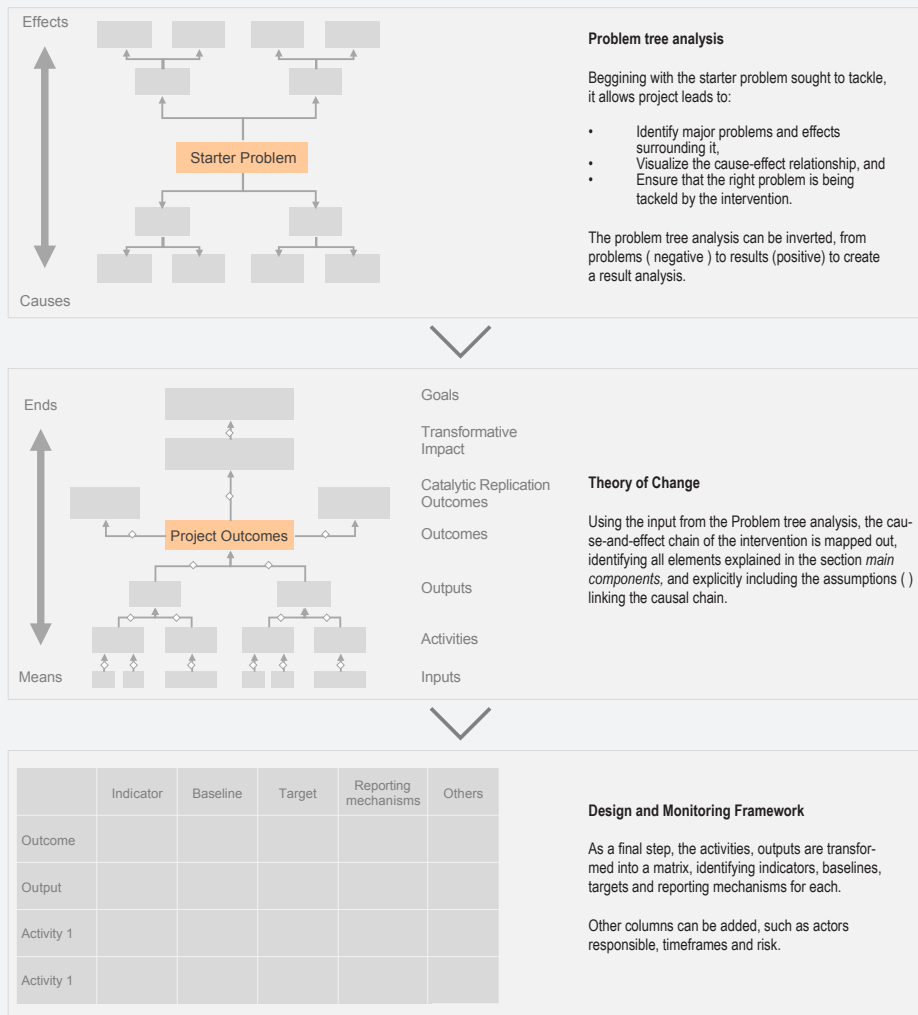 Effects
Starter Problem
Causes
Problem tree analysis
Beggining with the starter problem sought to tackle,
it allows project leads to:
• Identify major problems and effects
surrounding it,
• Visualize the cause-effect relationship, and
• Ensure that the right problem is being
tackeld by the intervention.
The problem tree analysis can be inverted, from
problems ( negative ) to results (positive) to create
a result analysis.
Ends
Project Outcomes
Means
Goals
Transformative
Impact
Catalytic Replication
Outcomes
Outcomes
Outputs
Activities
Inputs
Theory of Change
Using the input from the Problem tree analysis, the cau-
se-and-effect chain of the intervention is mapped out,
identifying all elements explained in the section main
components, and explicitly including the assumptions ( )
linking the causal chain.
Indicator
Baseline
Target
Reporting
mechanisms
Others
Outcome
Output
Activity 1
Activity 1
Design and Monitoring Framework
As a final step, the activities, outputs are transfor-
med into a matrix, identifying indicators, baselines,
targets and reporting mechanisms for each.
Other columns can be added, such as actors
responsible, timeframes and risk.